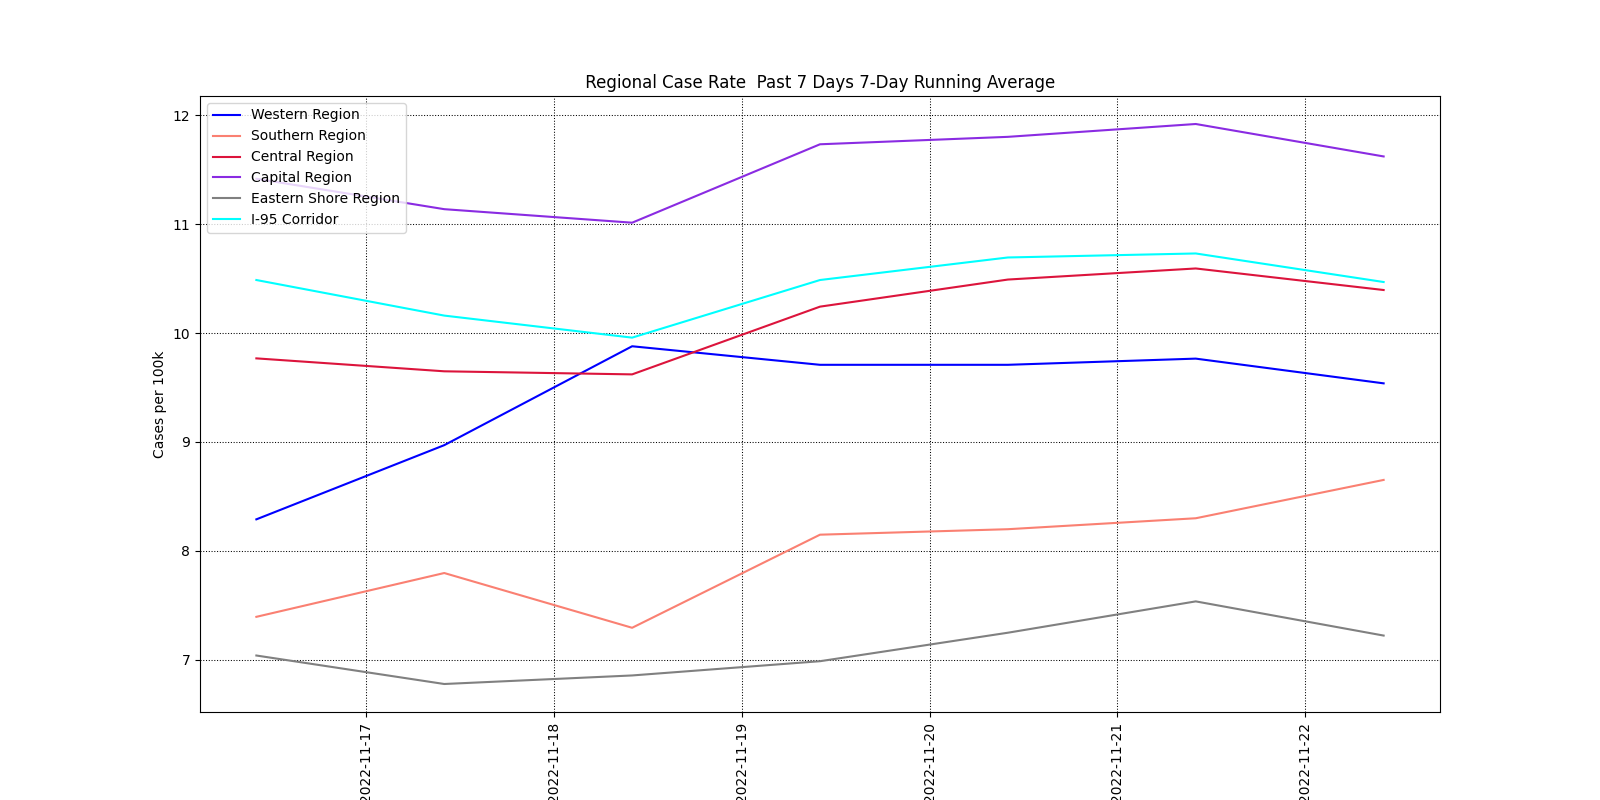 Regional Case Rate  Past 7 Days 7-Day Running Average
Western Region
Southern Region
Central Region
Capital Region
Eastern Shore Region
I-95 Corridor
Cases per 100k
12
11
10
9
8
7
2022-11-17
2022-11-18
2022-11-19
2022-11-20
2022-11-21
2022-11-22